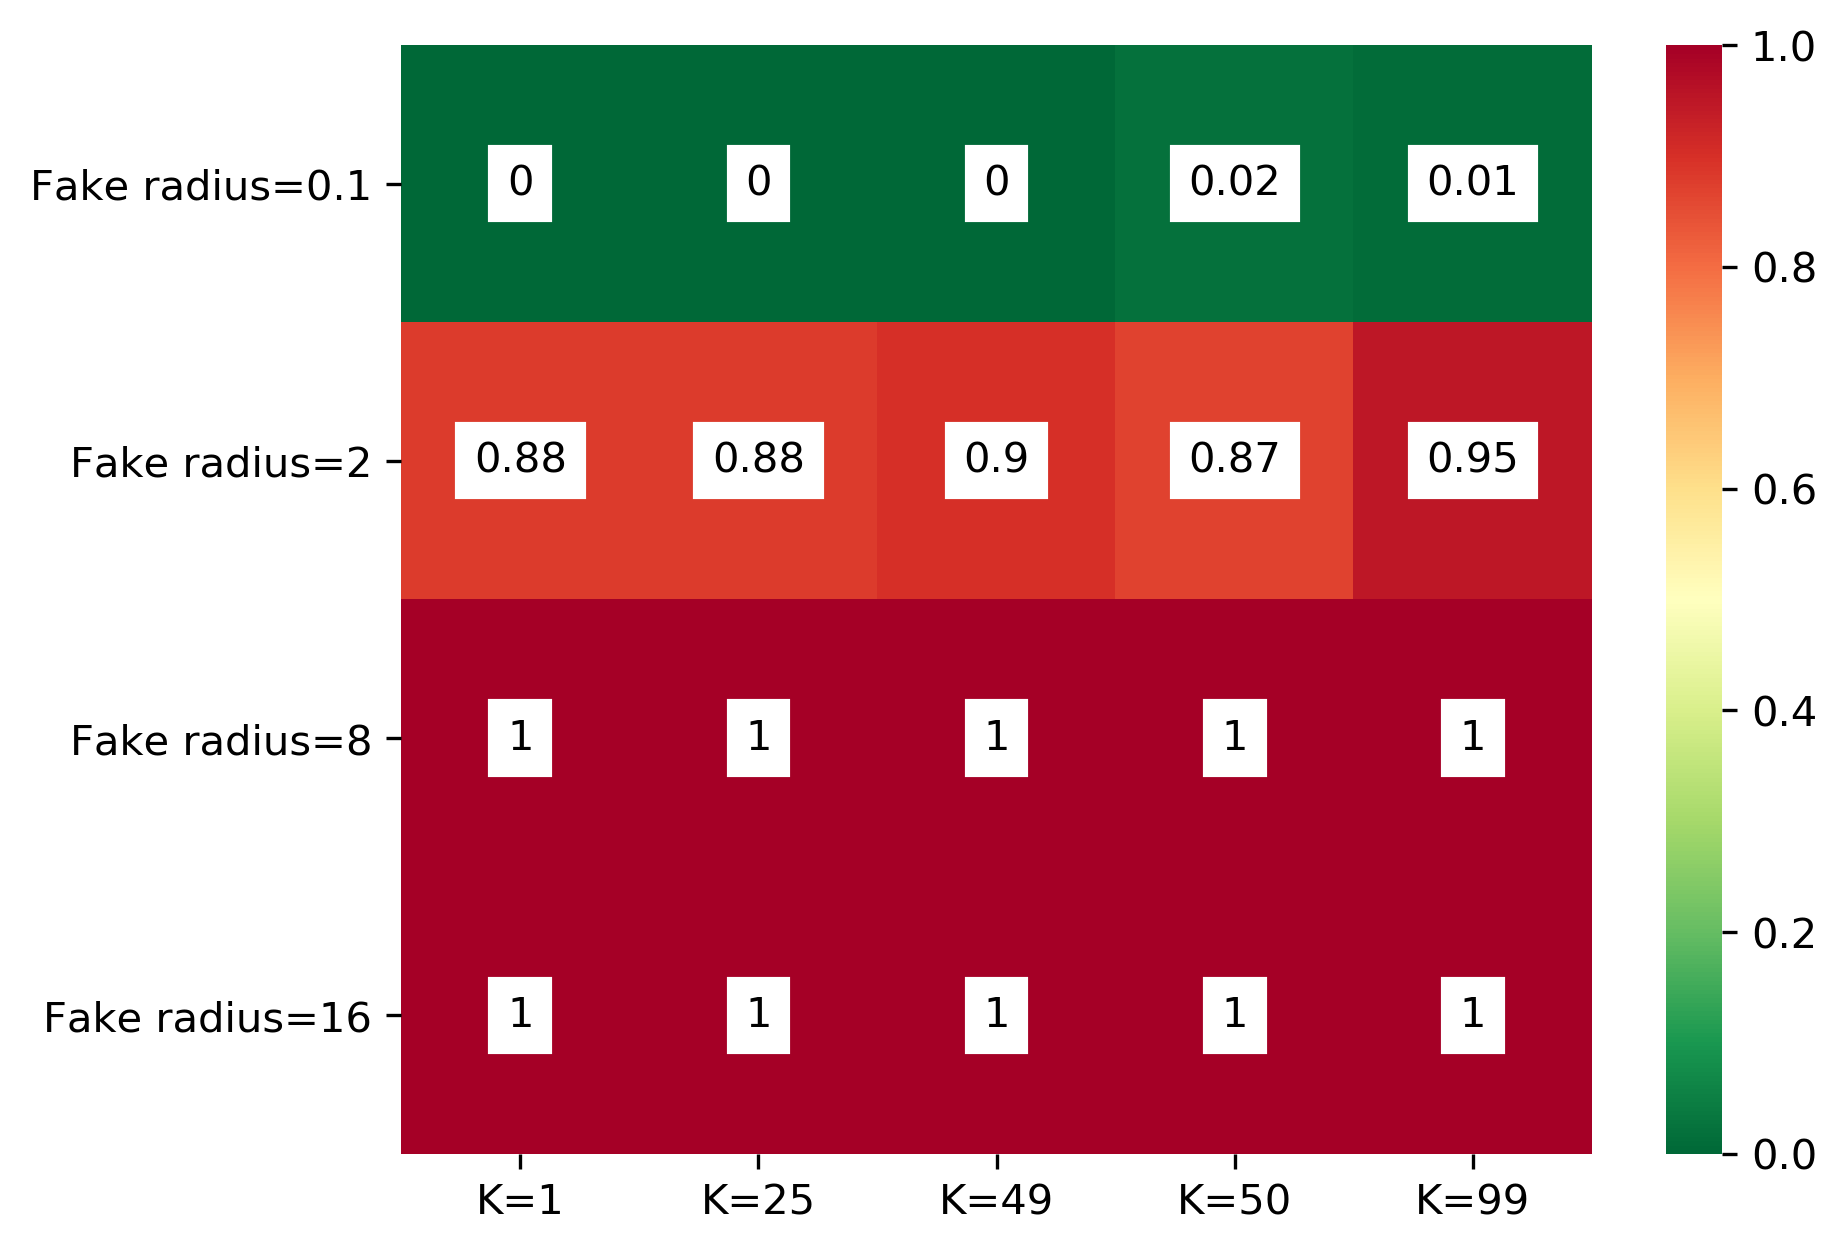 Fake radius=0.1 0 0 0 0.02 0.01
Fake radius=2 0.88 0.88 0.9 0.87 0.95
Fake radius=8 1 1 1 1 1
Fake radius=16 1 1 1 1 1
K=1 K=25 K=49 K=50 K=99
1.0
0.8
0.6
0.4
0.2
0.0